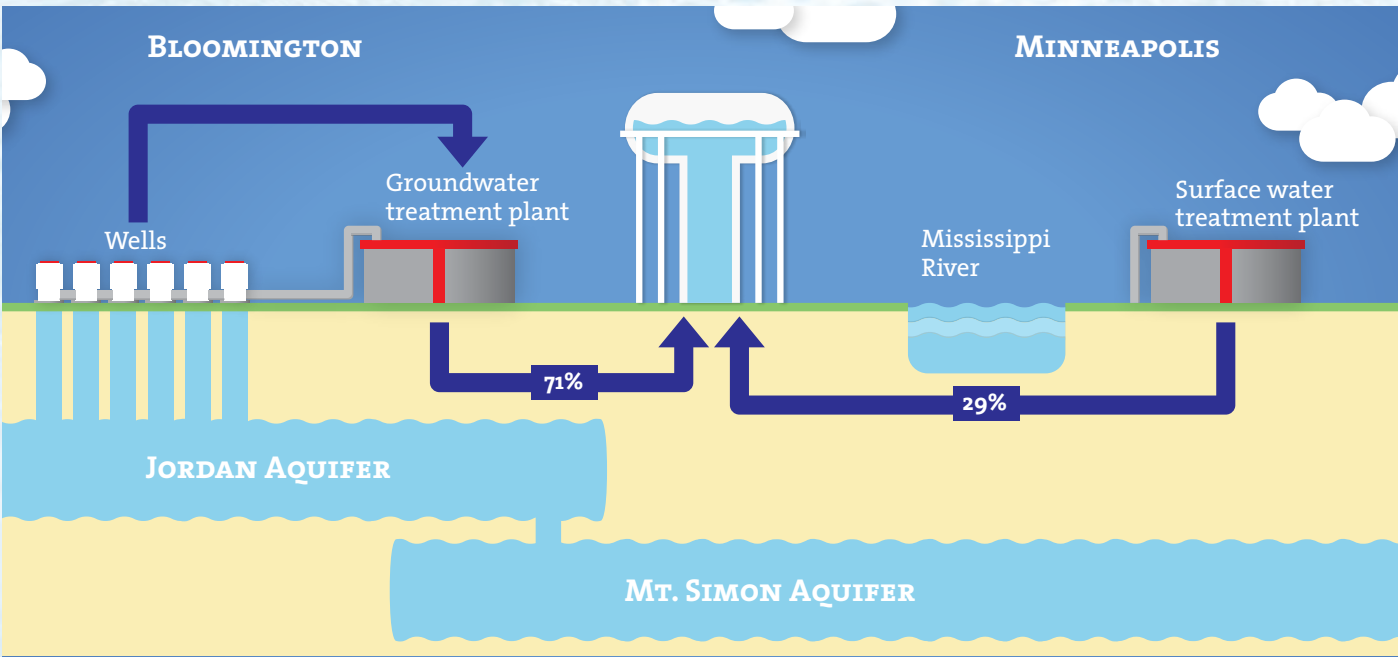 BLOOMINGTON
MINNEAPOLIS
Groundwater
treatment plant
Wells
Mississippi
River
Surface water
treatment plant
71%
29%
JORDAN AQUIFER
MT. SIMON AQUIFER